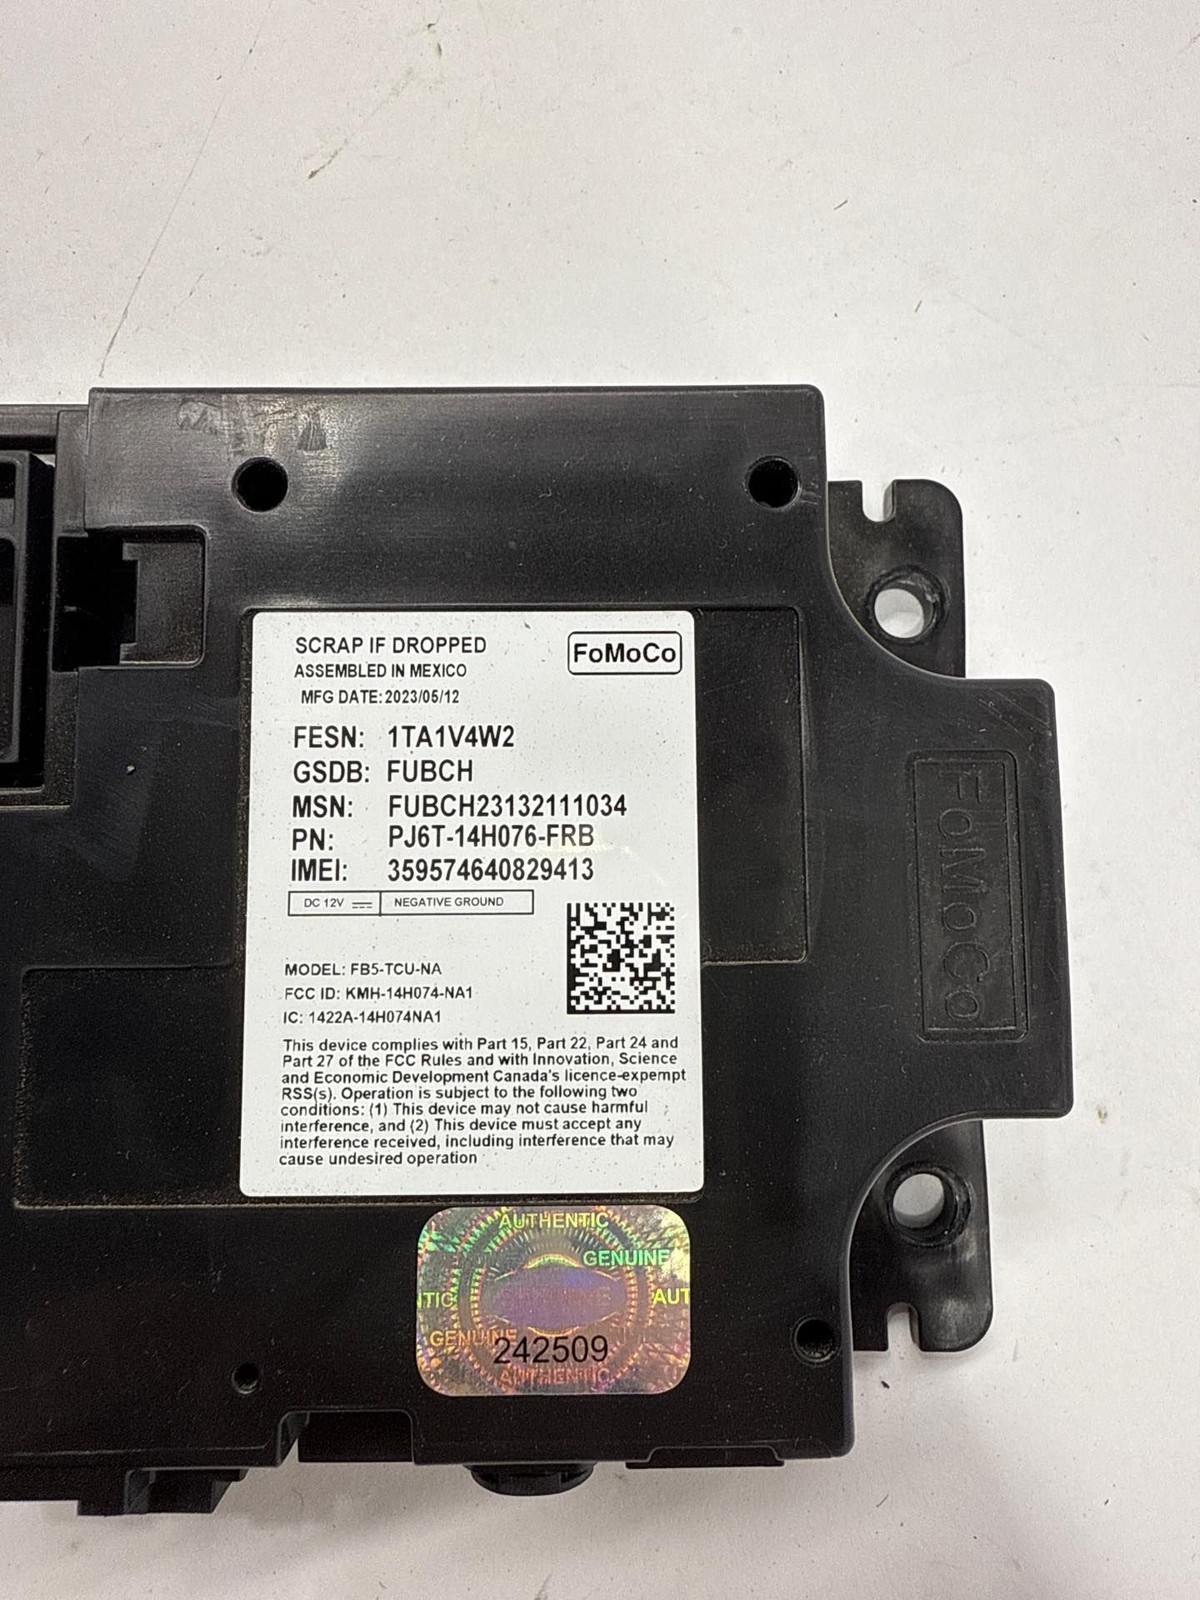 SCRAP IF DROPPED
FoMoCo
ASSEMBLED IN MEXICO
MFG DATE: 2023/05/12
FESN: 1TA1V4W2
GSDB: FUBCH
MSN: FUBCH23132111034
PN: PJ6T-14H076-FRB
IMEI: 359574640829413
DC 12V NEGATIVE GROUND
MODEL: FB5-TCU-NA
FCC ID: KMH-14H074-NA1
IC: 1422A-14H074NA1
This device complies with Part 15, Part 22, Part 24 and
Part 27 of the FCC Rules and with Innovation, Science
and Economic Development Canada's licence-expempt
RSS(s). Operation is subject to the following two
conditions: (1) This device may not cause harmful
interference, and (2) This device must accept any
interference received, including interference that may
cause undesired operation
FoMoCo
AUTHENTIC
GENUINE
NTIC
AUT
GENUINE
242509
AUTHENTIC